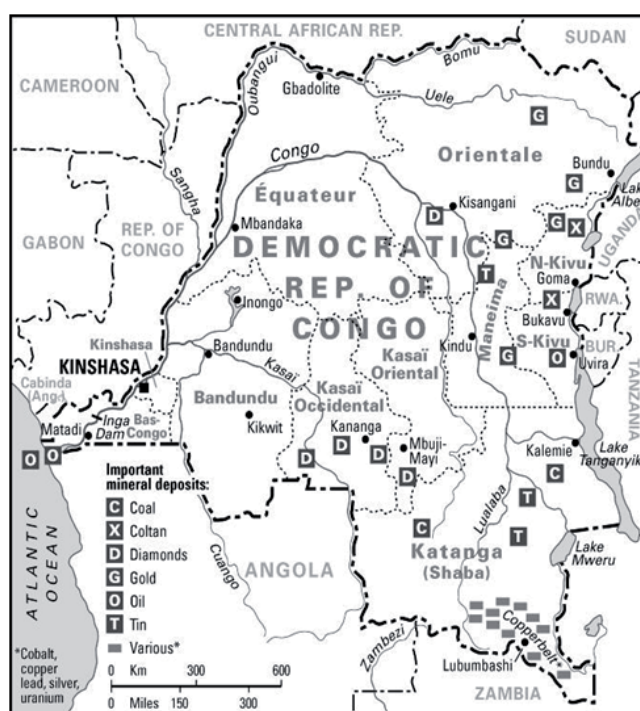 CENTRAL AFRICAN REP.
SUDAN
CAMEROON
Oubangui
Bomu
Gbadolite
Uele
G
Sangha
Congo
Orientale
Bundu
Lake
Albe
G
Équateur
Kisangani
D
GABON
REP. OF
CONGO
Mbandaka
G
X
UGANDA
DEMOCRATIC
REP. OF
CONGO
G
T
N-Kivu
Goma
X
RWA.
Inongo
Maneima
Bukavu
S-Kivu
BUR.
Kinshasa
KINSHASA
Bandundu
Kasaï
Kasaï
Oriental
Kindu
G
O
Uvira
TANZANIA
Cabinda
(Ang.)
Bandundu
Kasaï
Occidental
Matadi
Inga
Dam
Bas-
Congo
Kikwit
Kananga
Mbuji-
Mayi
Kalemie
Lake
Tanganyik
O
O
D
D
D
D
C
Important
mineral deposits:
C Coal
X Coltan
D Diamonds
G Gold
O Oil
T Tin
Various*
Lualaba
T
T
C
Katanga
(Shaba)
Lake
Mweru
ATLANTIC
OCEAN
Cuango
ANGOLA
Zambezi
Copperbelt
Lubumbashi
ZAMBIA
*Cobalt,
copper
lead, silver,
uranium
0 Km 300 600
0 Miles 150 300